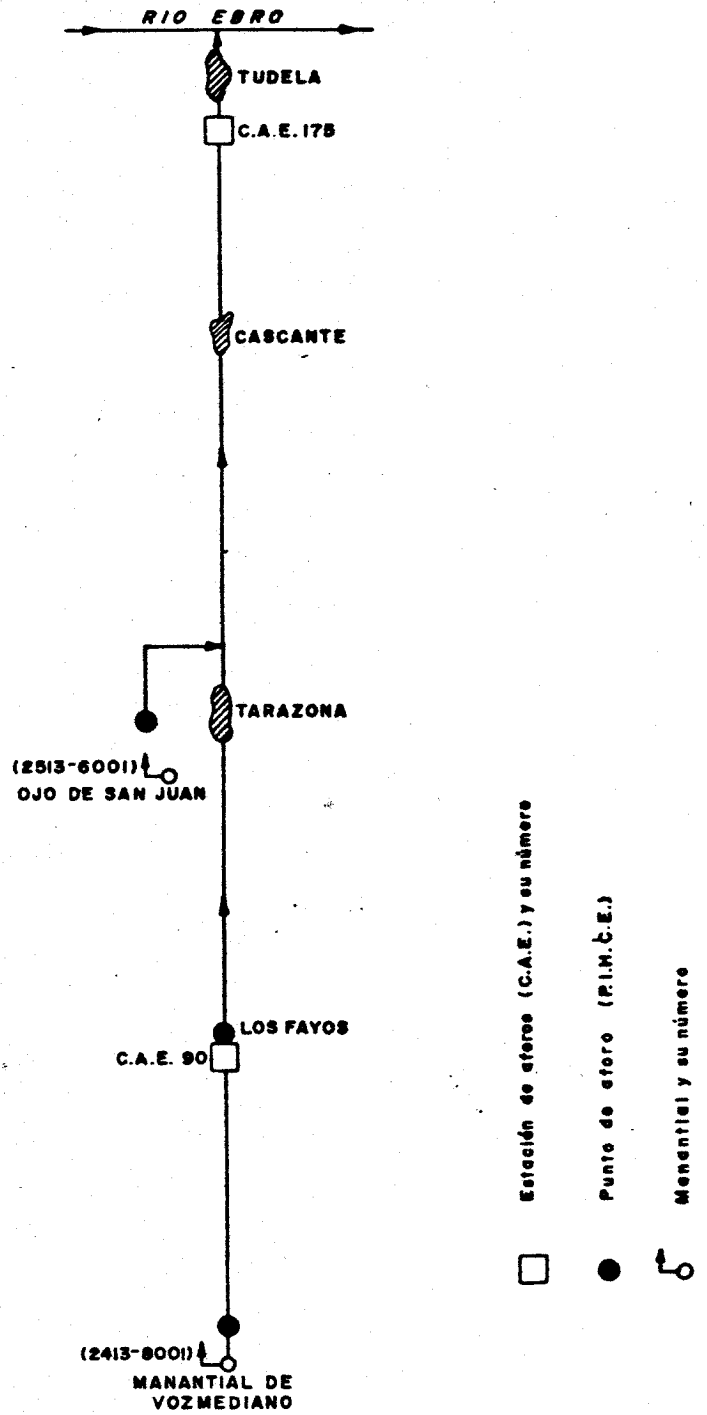 RIO EBRO
TUDELA
C.A.E. 175
CASCANTE
TARAZONA
(2513-6001)
OJO DE SAN JUAN
LOS FAYOS
C.A.E. 90
(2413-8001)
MANANTIAL DE
VOZMEDIANO
Estación de aforos (C.A.E.) y su número
Punto de aforo (P.I.H.C.E.)
Manantial y su número